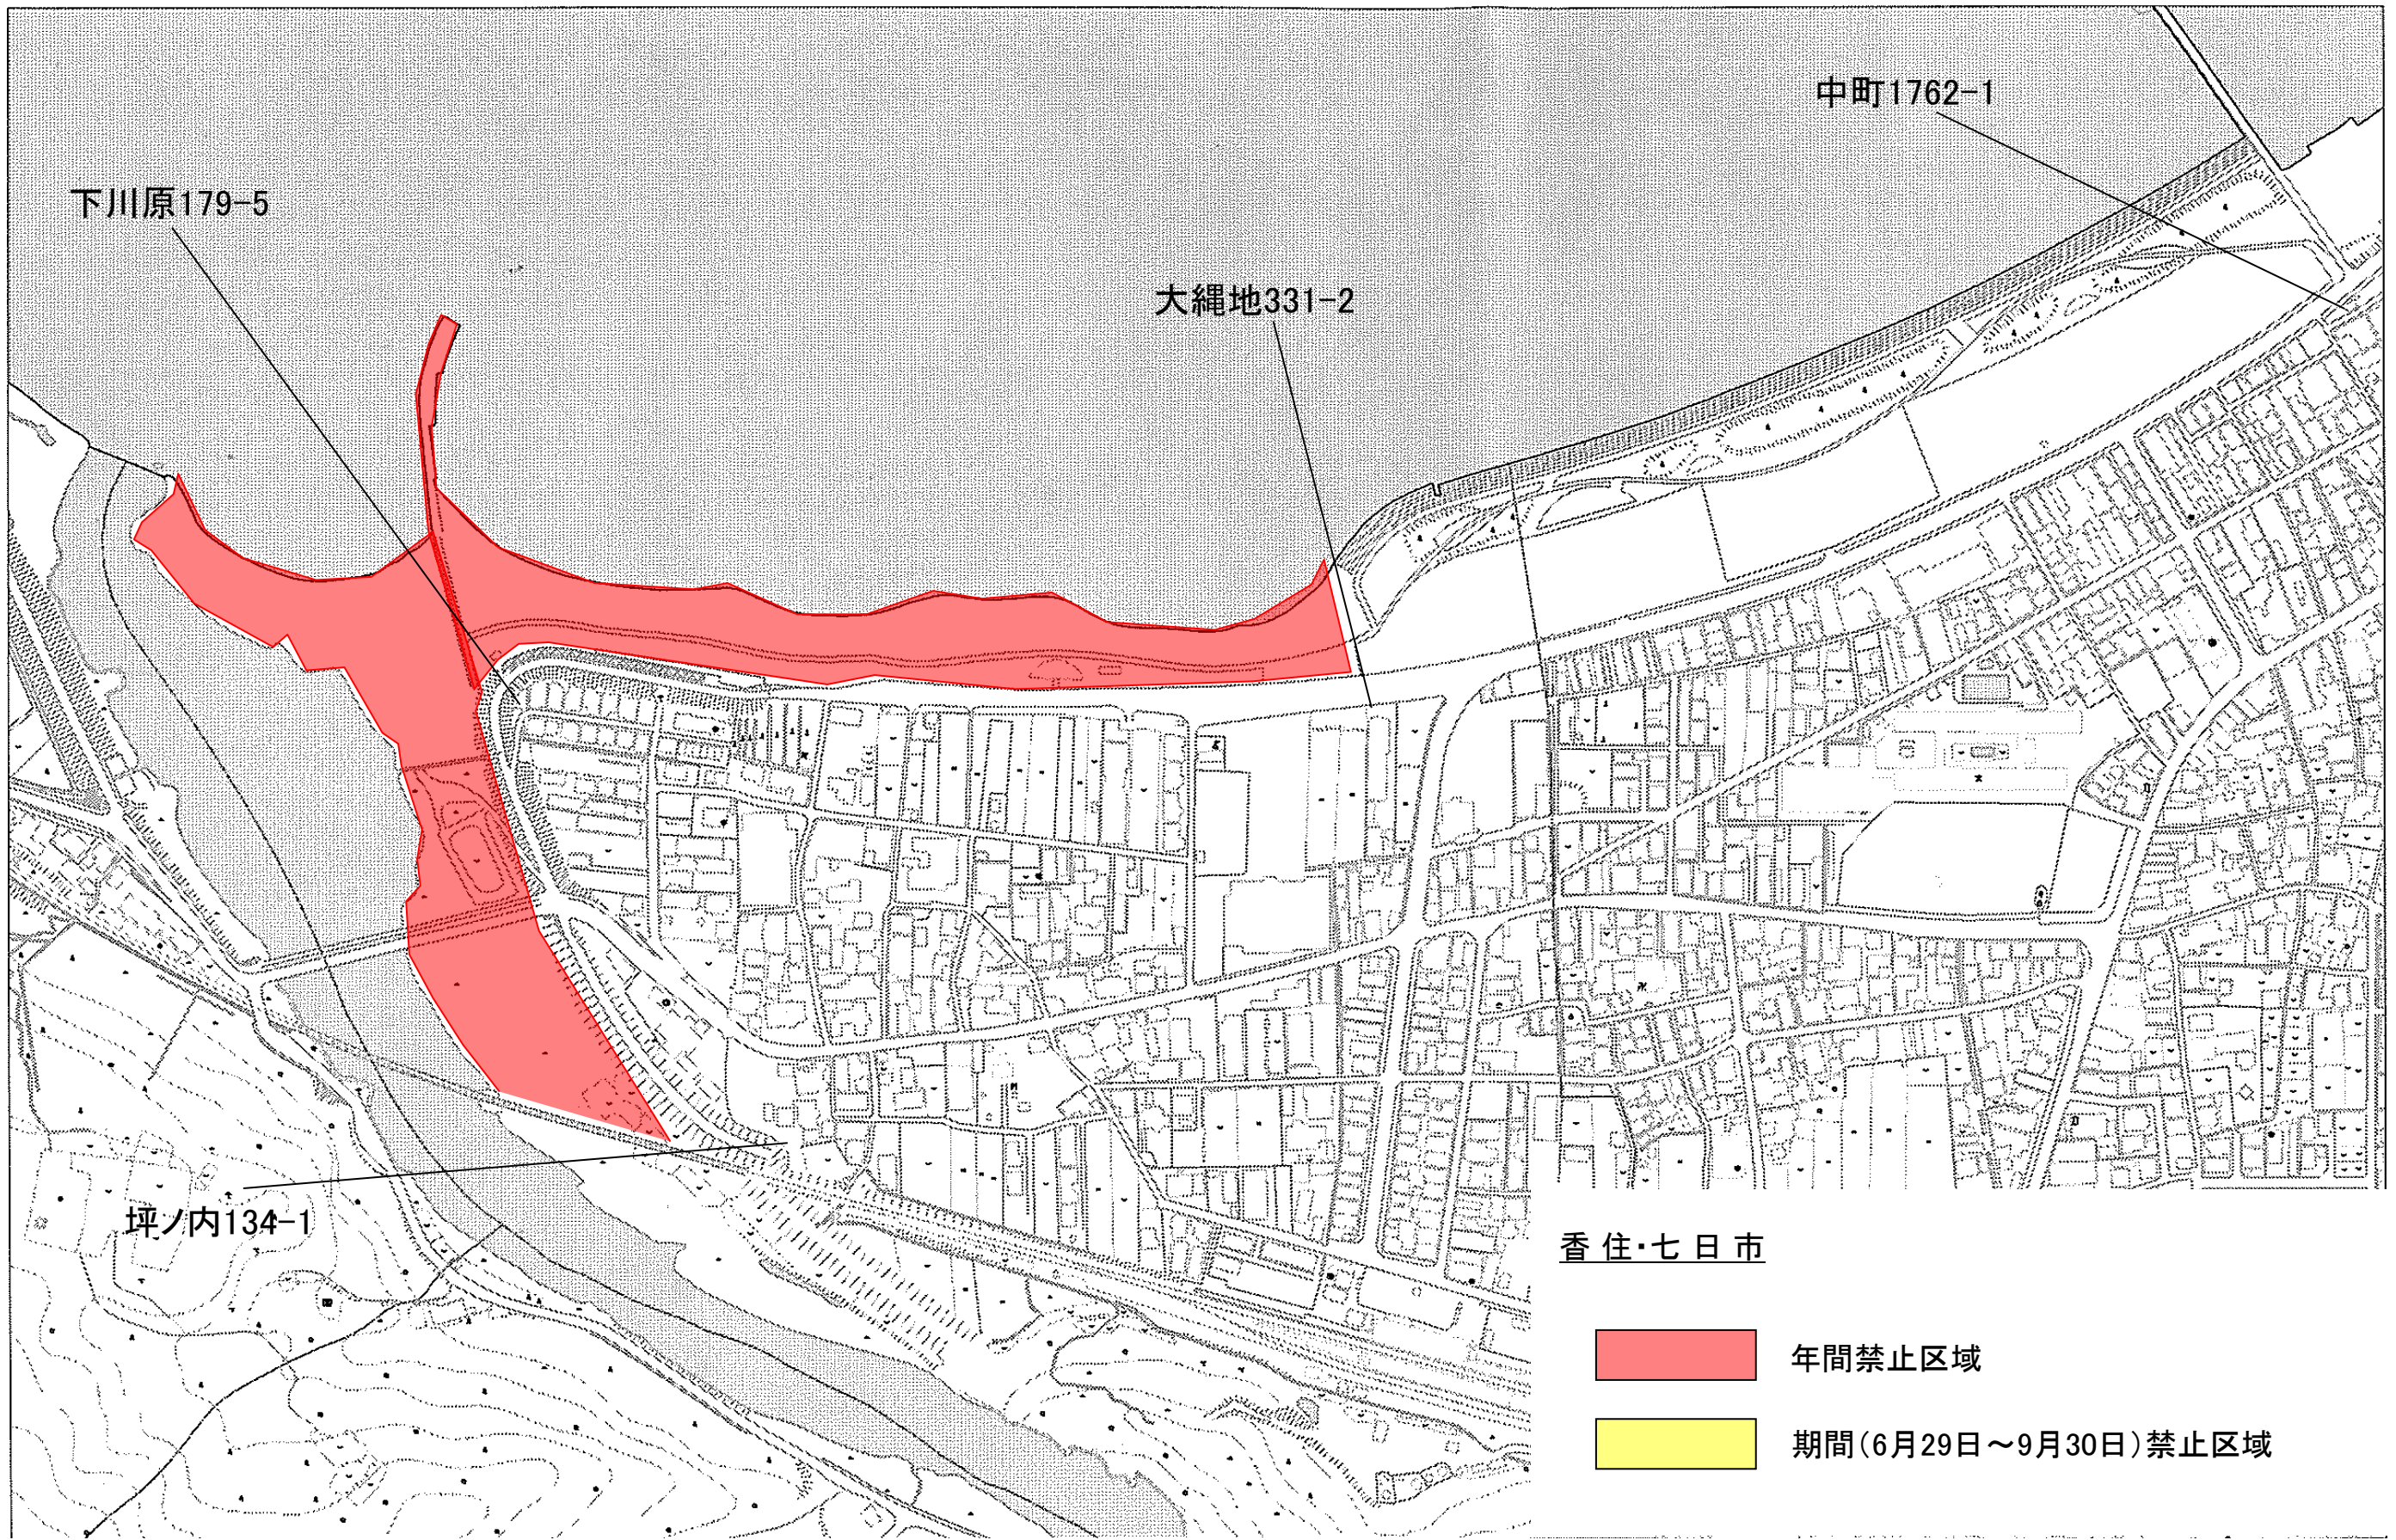 中町1762-1
下川原179-5
大縄地331-2
坪ノ内134-1
香住・七日市
年間禁止区域
期間(6月29日～9月30日)禁止区域